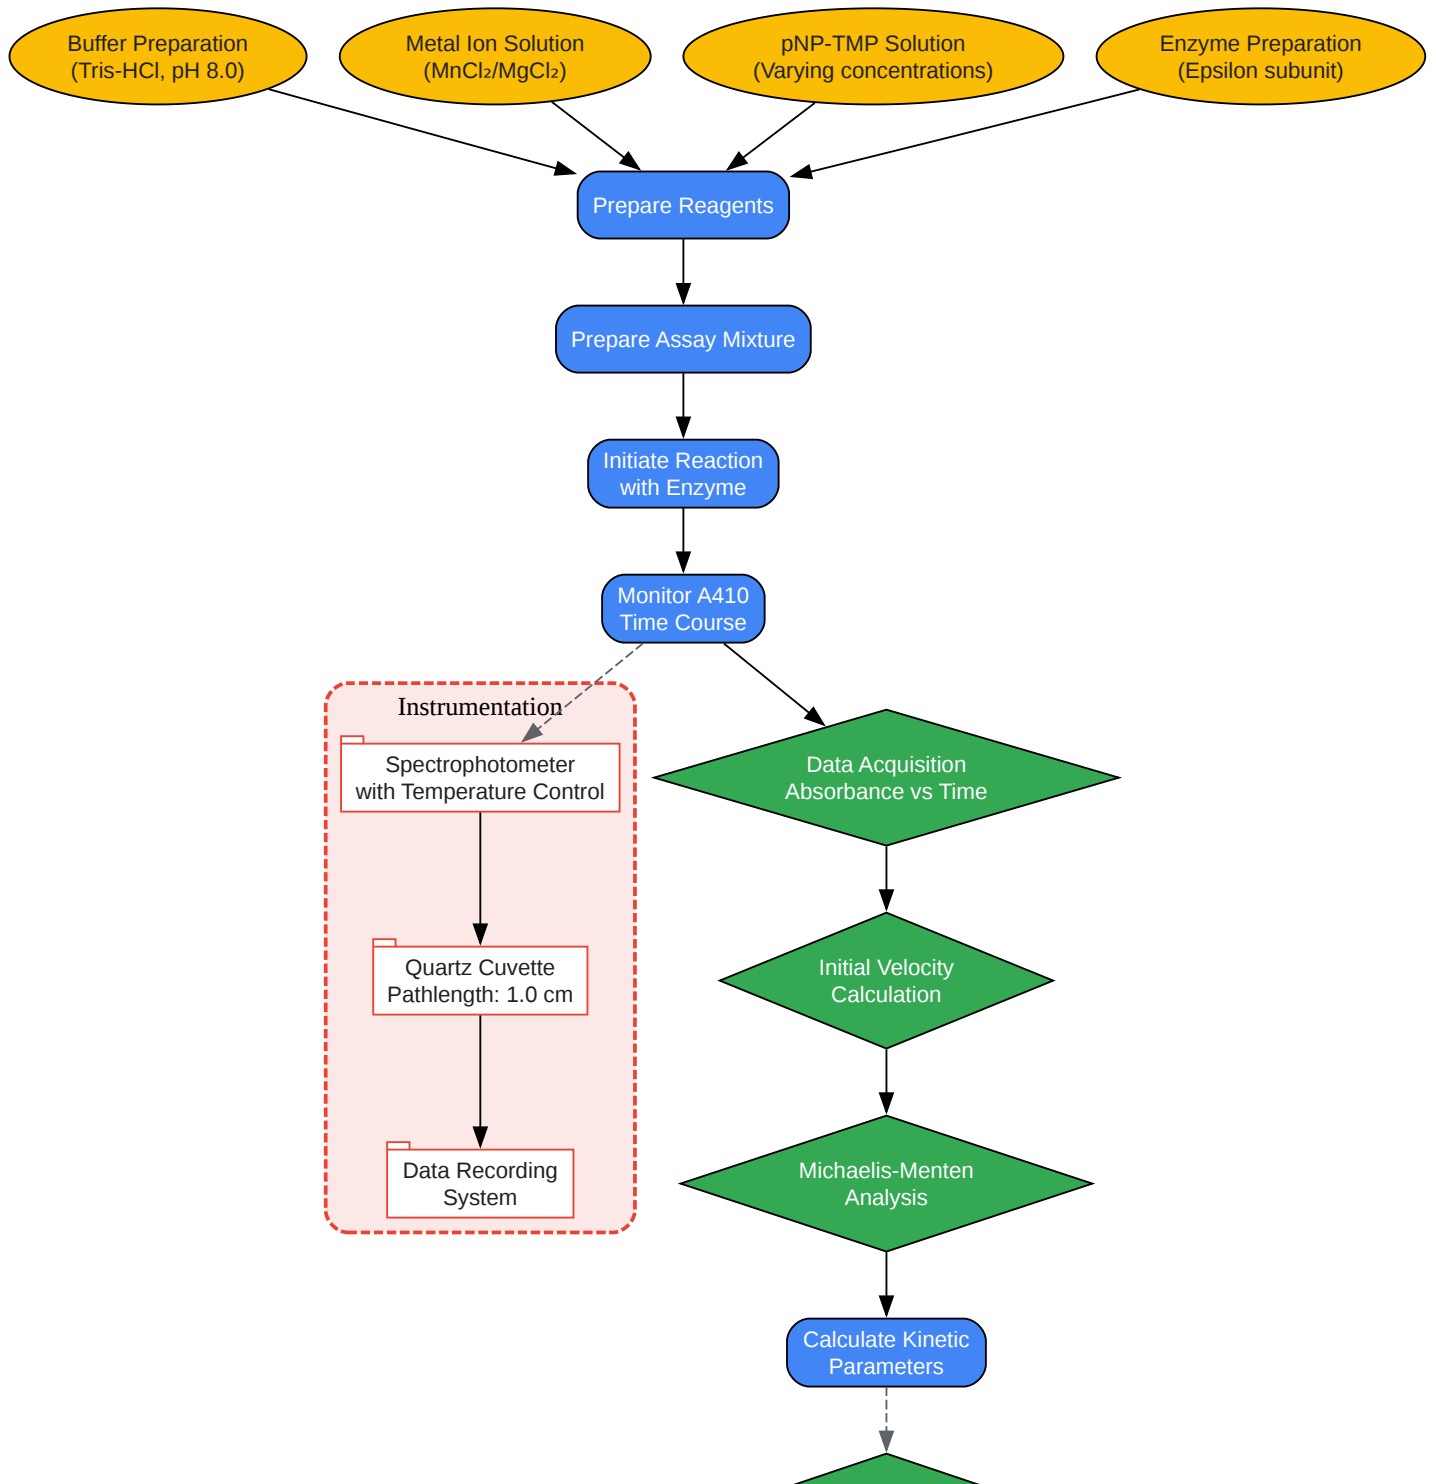 Buffer Preparation
(Tris-HCl, pH 8.0)
Metal Ion Solution
(MnCl₂/MgCl₂)
pNP-TMP Solution
(Varying concentrations)
Enzyme Preparation
(Epsilon subunit)
Prepare Reagents
Prepare Assay Mixture
Initiate Reaction
with Enzyme
Monitor A410
Time Course
Instrumentation
Spectrophotometer
with Temperature Control
Data Acquisition
Absorbance vs Time
Quartz Cuvette
Pathlength: 1.0 cm
Initial Velocity
Calculation
Data Recording
System
Michaelis-Menten
Analysis
Calculate Kinetic
Parameters